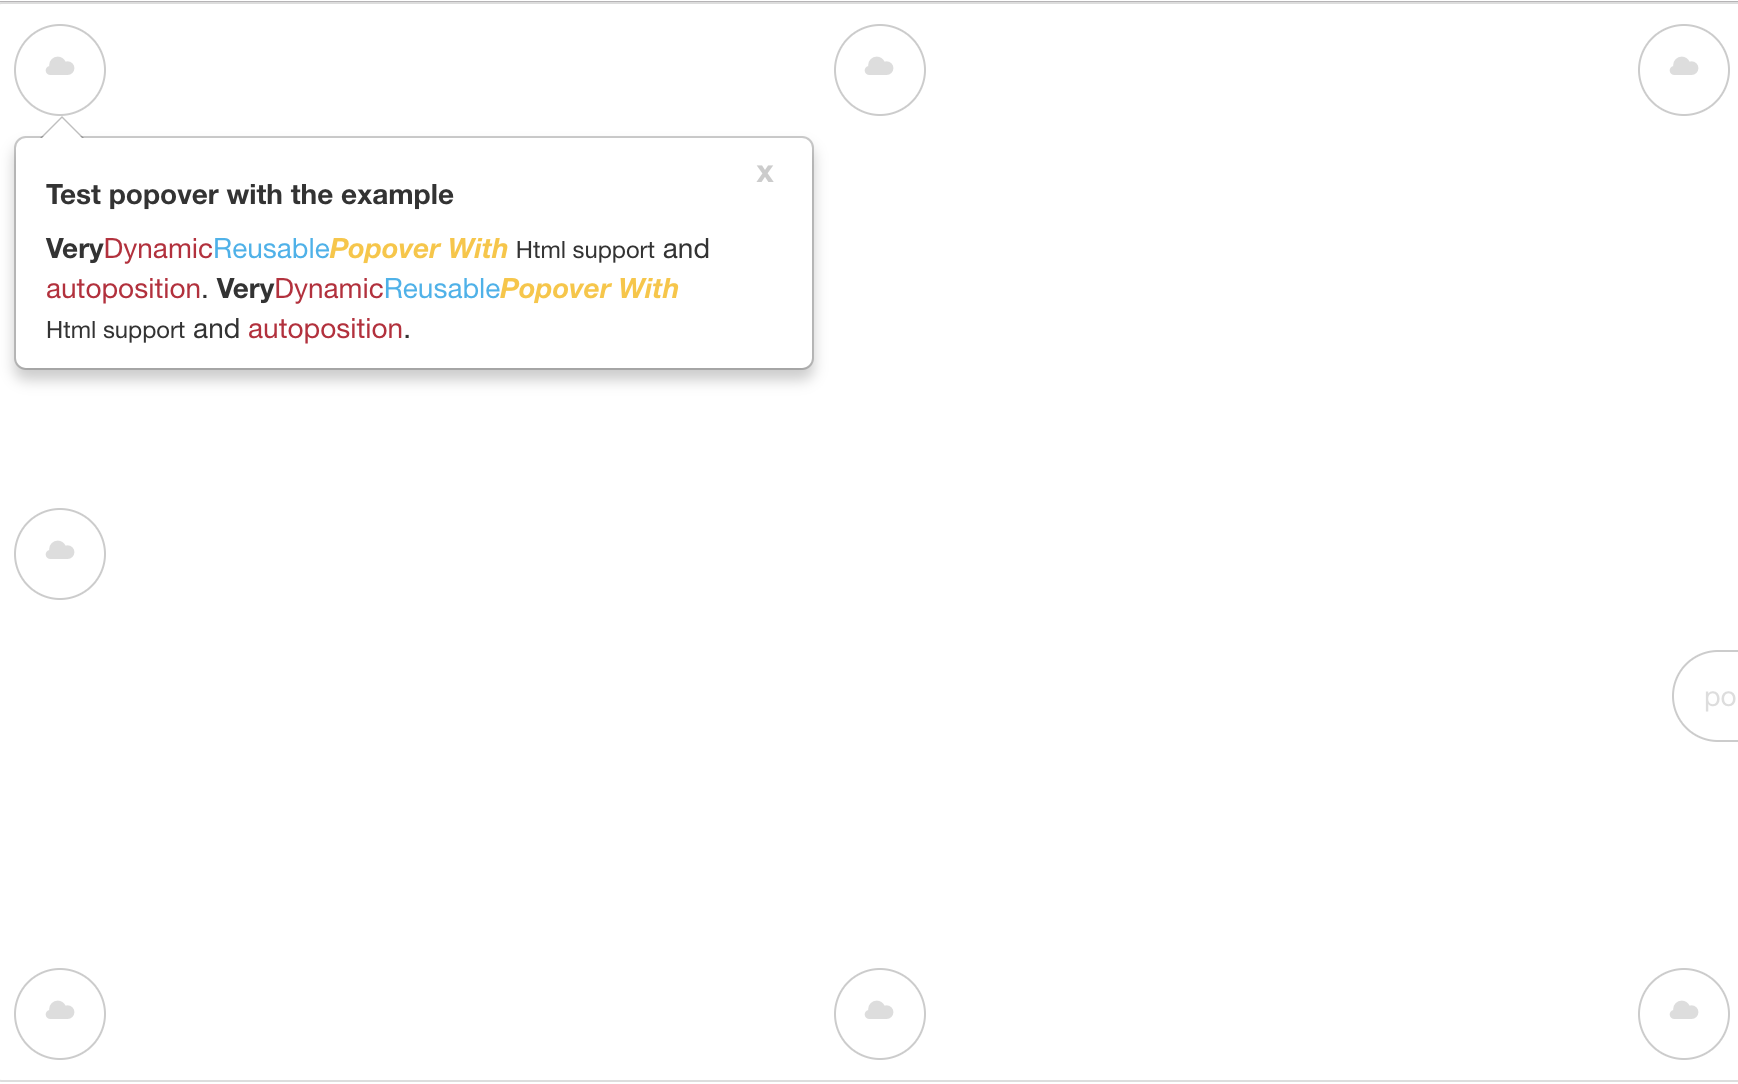 x
Test popover with the example
VeryDynamicReusablePopover With Html support and
autoposition. VeryDynamicReusablePopover With
Html support and autoposition.
po